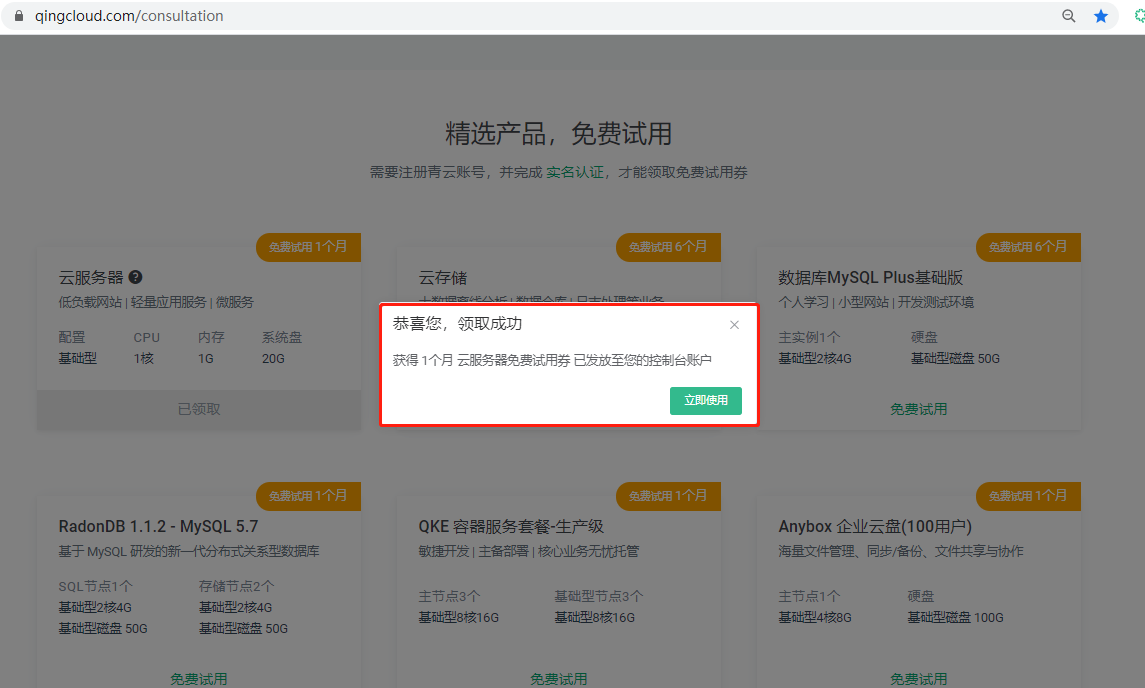 qingcloud.com/consultation
精选产品，免费试用
需要注册青云账号，并完成 实名认证，才能领取免费试用券
免费试用 1个月
云服务器
低负载网站 | 轻量应用服务 | 微服务
配置 CPU 内存 系统盘
基础型 1核 1G 20G
已领取
免费试用 6个月
云存储
大数据离线分析 | 数据仓库 | 日志处理等业务
免费试用 6个月
数据库MySQL Plus基础版
个人学习 | 小型网站 | 开发测试环境
主实例1个 硬盘
基础型2核4G 基础型磁盘 50G
免费试用
恭喜您，领取成功
获得 1个月 云服务器免费试用券 已发放至您的控制台账户
立即使用
免费试用 1个月
RadonDB 1.1.2 - MySQL 5.7
基于 MySQL 研发的新一代分布式关系型数据库
SQL节点1个 存储节点2个
基础型2核4G 基础型2核4G
基础型磁盘 50G 基础型磁盘 50G
免费试用
免费试用 1个月
QKE 容器服务套餐-生产级
敏捷开发 | 主备部署 | 核心业务无忧托管
主节点3个 基础型节点3个
基础型8核16G 基础型8核16G
免费试用
免费试用 1个月
Anybox 企业云盘(100用户)
海量文件管理、同步/备份、文件共享与协作
主节点1个 硬盘
基础型4核8G 基础型磁盘 100G
免费试用